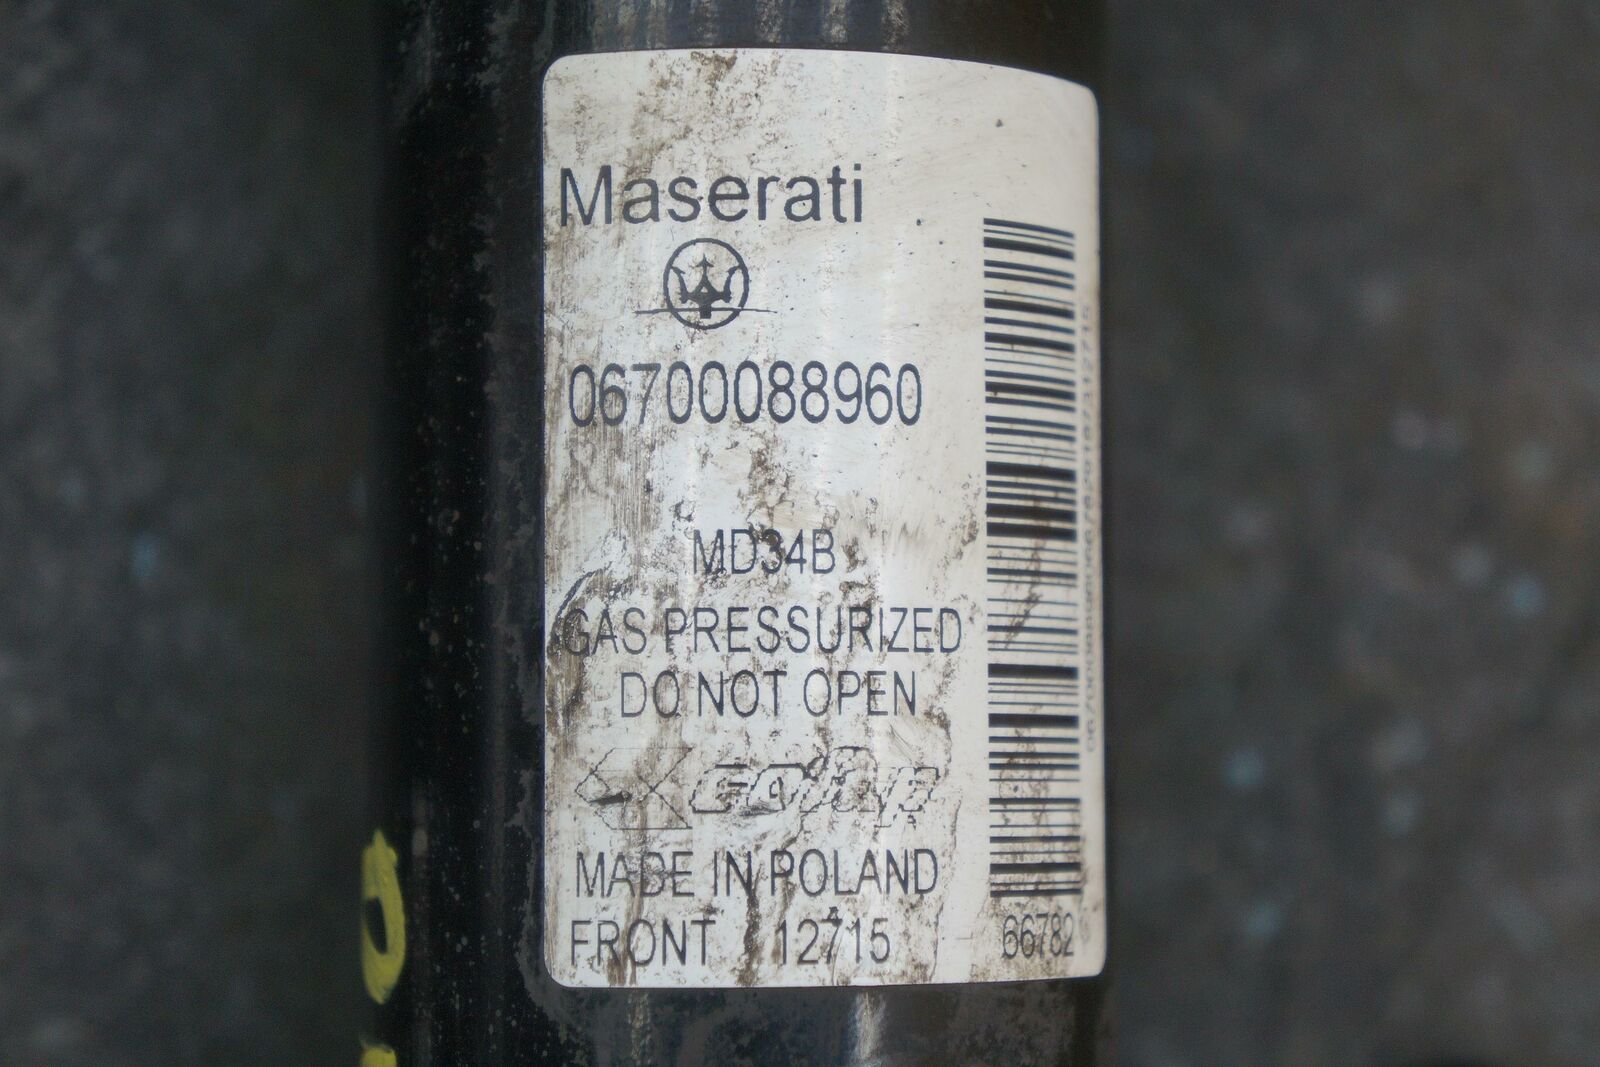 Maserati
06700088960
MD34B
GAS PRESSURIZED
DO NOT OPEN
MADE IN POLAND
FRONT 12715
66782